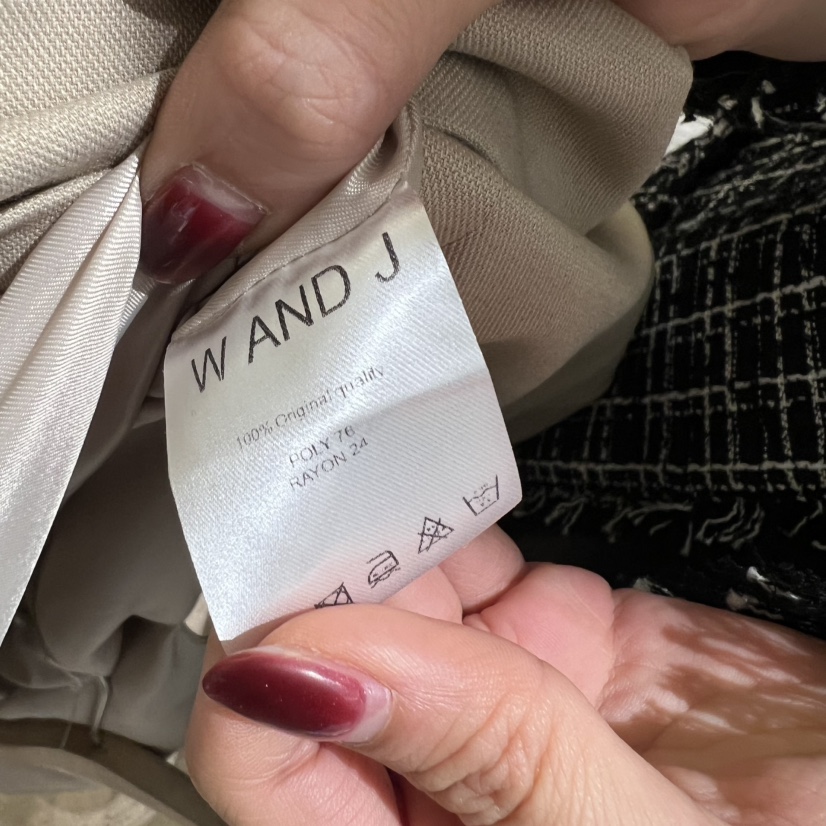 W AND J
100% Original quality
POLY 76
RAYON 24